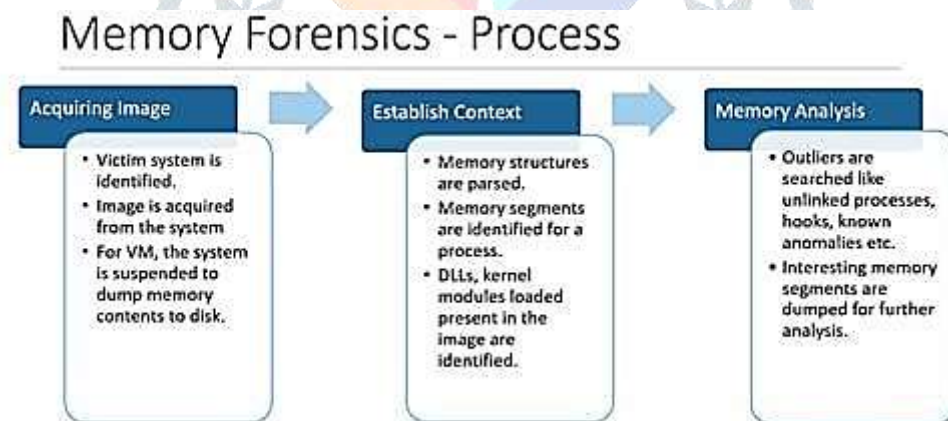 Memory Forensics - Process
Acquiring Image
• Victim system is
identified.
• Image is acquired
from the system
• For VM, the system
is suspended to
dump memory
contents to disk.
Establish Context
• Memory structures
are parsed.
• Memory segments
are identified for a
process.
• DLLs, kernel
modules loaded
present in the
image are
identified.
Memory Analysis
• Outliers are
searched like
unlinked processes,
hooks, known
anomalies etc.
• Interesting memory
segments are
dumped for further
analysis.